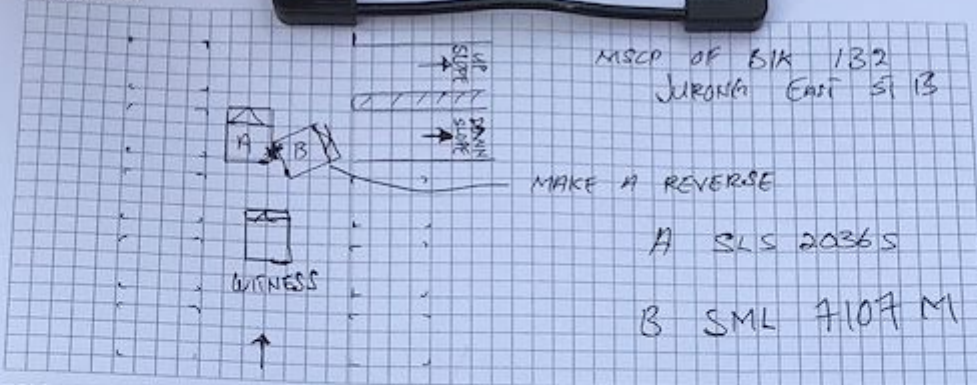 MSCP OF BLK 132
JURONG EAST ST 13
UP SLOPE
DOWN SLOPE
A
B
MAKE A REVERSE
A SLS 2036 S
WITNESS
B SML 7107 M